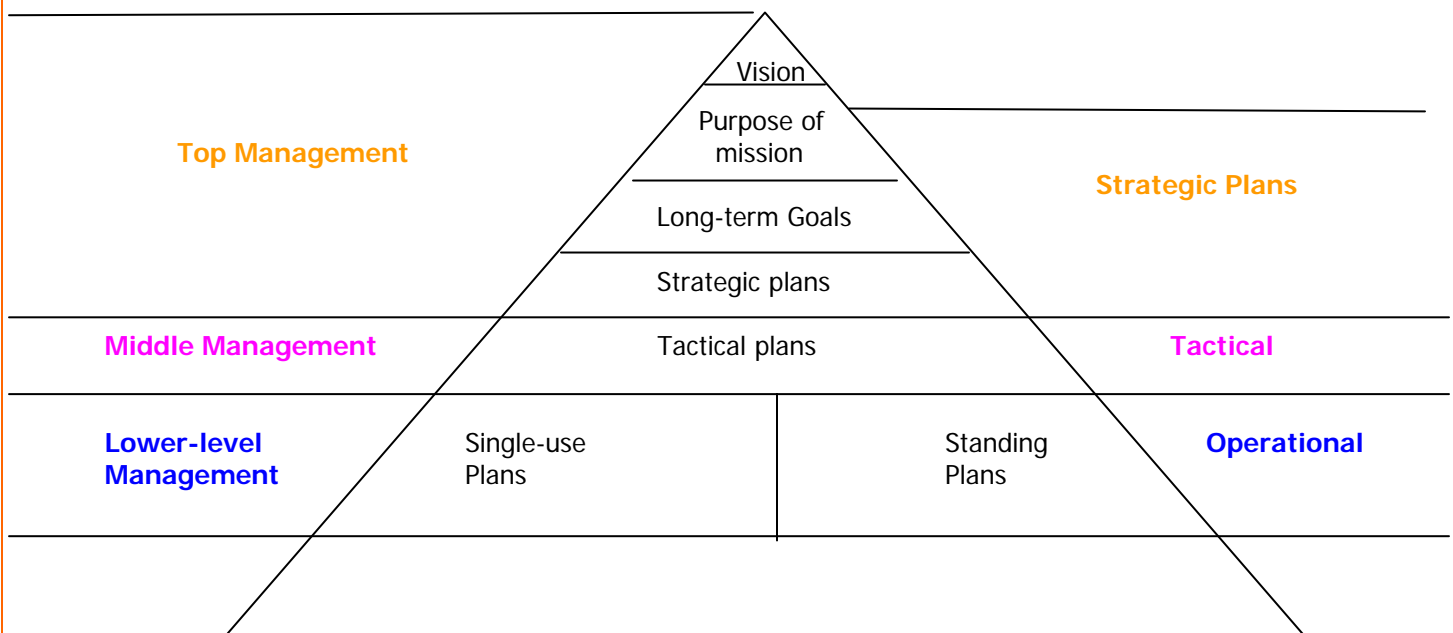 Vision
Purpose of
mission
Top Management
Strategic Plans
Long-term Goals
Strategic plans
Middle Management
Tactical plans
Tactical
Lower-level
Management
Single-use
Plans
Standing
Plans
Operational